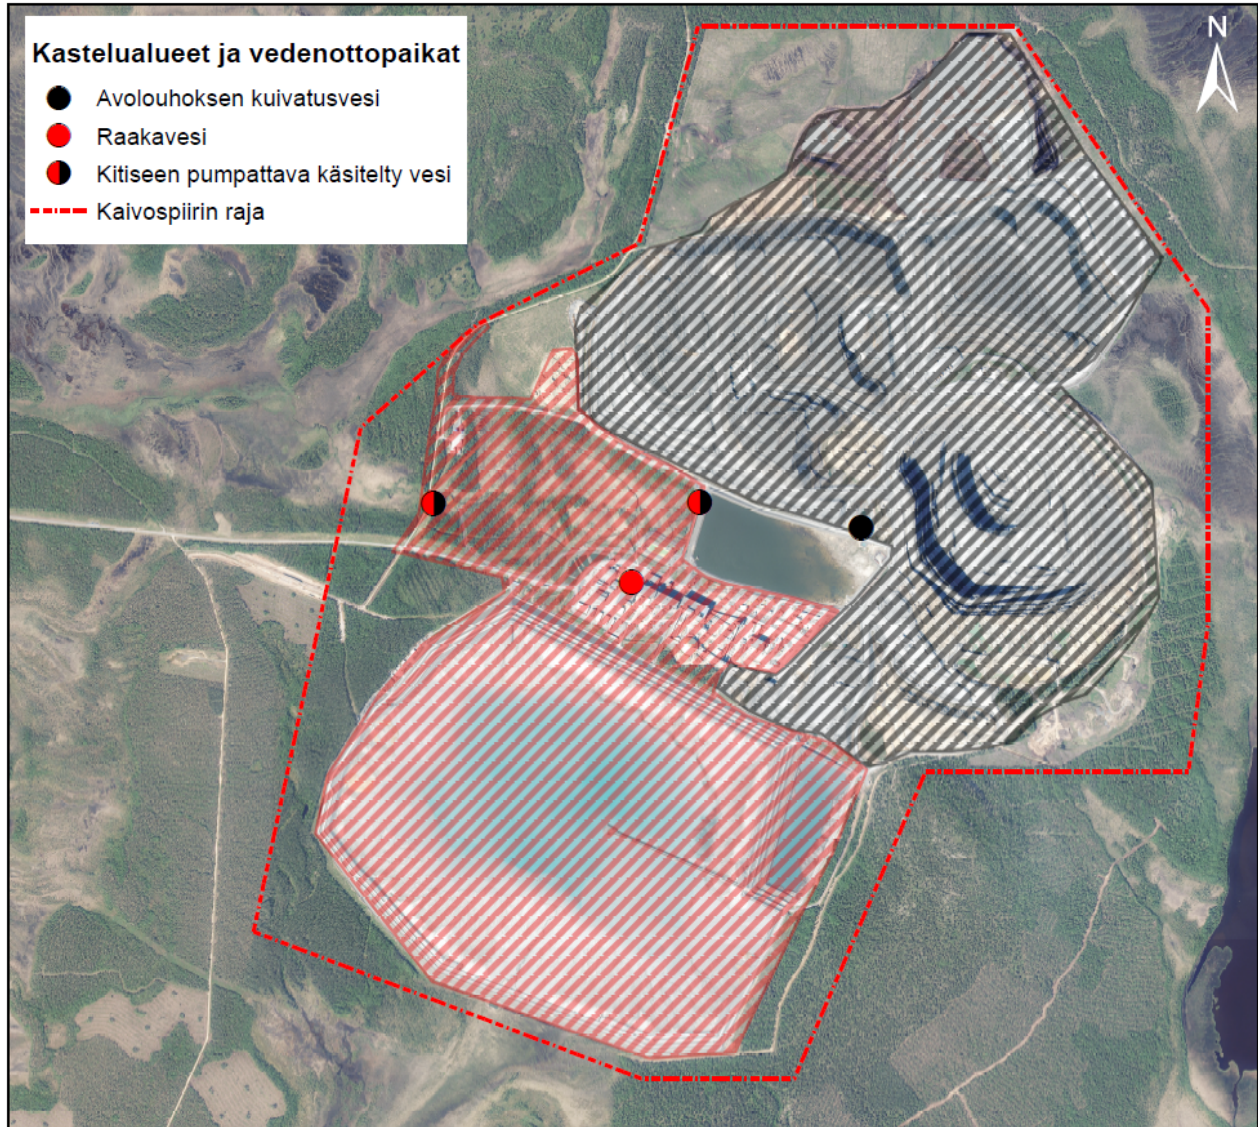 Kastelualueet ja vedenottopaikat
Avolouhoksen kuivatusvesi
Raakavesi
Kitiseen pumpattava käsitelty vesi
Kaivospiirin raja
N